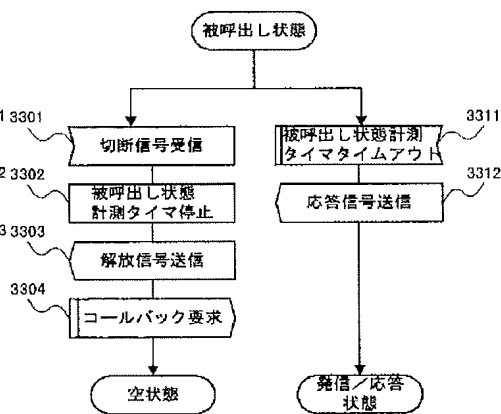 被呼出し状態
1 3301
切断信号受信
2 3302
被呼出し状態
計測タイマ停止
3 3303
解放信号送信
3304
コールバック要求
空状態
3311
被呼出し状態計測
タイマタイムアウト
3312
応答信号送信
発信/応答
状態